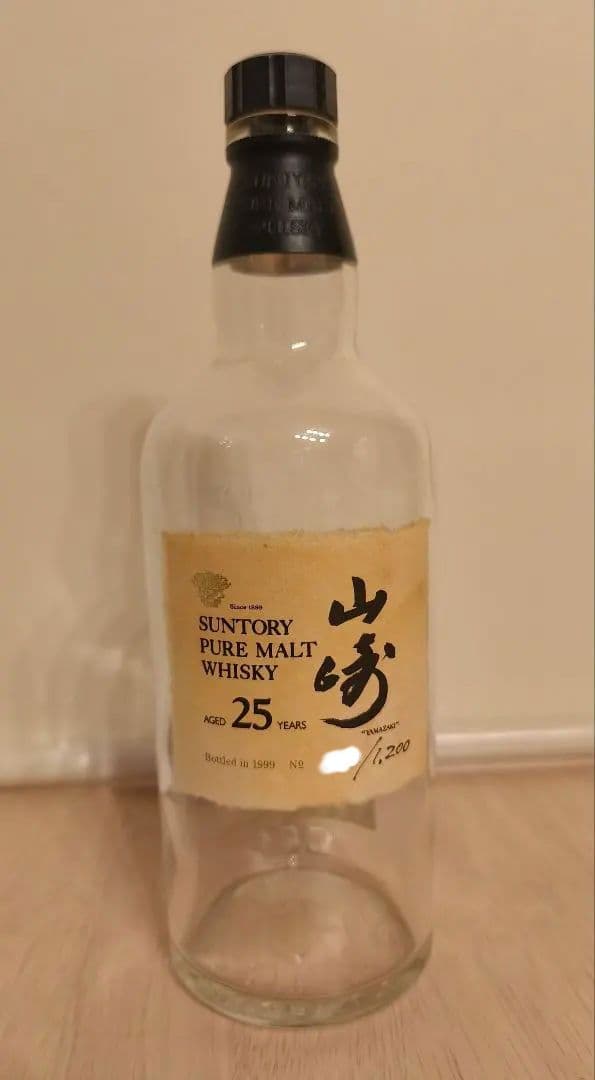 Since 1899
SUNTORY
PURE MALT
WHISKY
AGED 25 YEARS
山崎
"YAMAZAKI"
Bottled in 1999 № /1,200